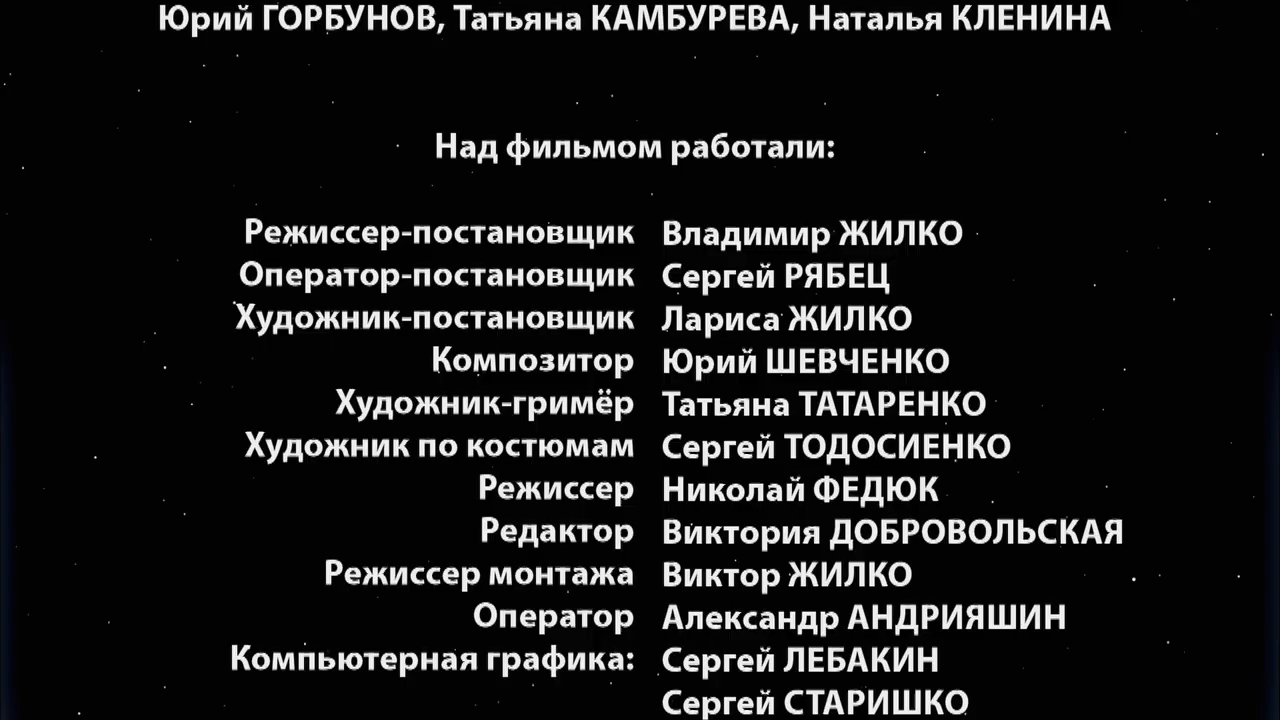 Юрий ГОРБУНОВ, Татьяна КАМБУРЕВА, Наталья КЛЕНИНА
Над фильмом работали:
Режиссер-постановщик Владимир ЖИЛКО
Оператор-постановщик Сергей РЯБЕЦ
Художник-постановщик Лариса ЖИЛКО
Композитор Юрий ШЕВЧЕНКО
Художник-гримёр Татьяна ТАТАРЕНКО
Художник по костюмам Сергей ТОДОСИЕНКО
Режиссер Николай ФЕДЮК
Редактор Виктория ДОБРОВОЛЬСКАЯ
Режиссер монтажа Виктор ЖИЛКО
Оператор Александр АНДРИЯШИН
Компьютерная графика: Сергей ЛЕБАКИН
Сергей СТАРИШКО